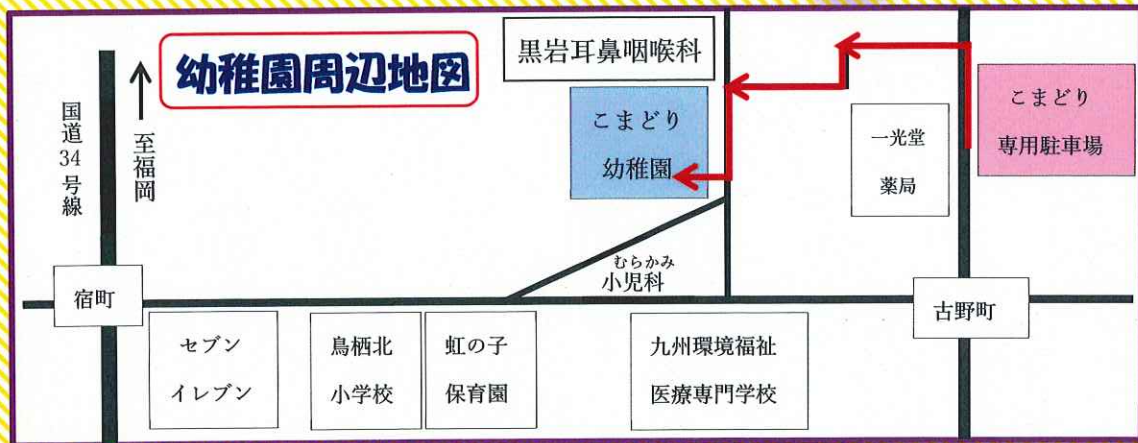 幼稚園周辺地図
国道34号線
至福岡
黒岩耳鼻咽喉科
こまどり
幼稚園
一光堂
薬局
こまどり
専用駐車場
むらかみ
小児科
宿町
古野町
セブン
イレブン
鳥栖北
小学校
虹の子
保育園
九州環境福祉
医療専門学校